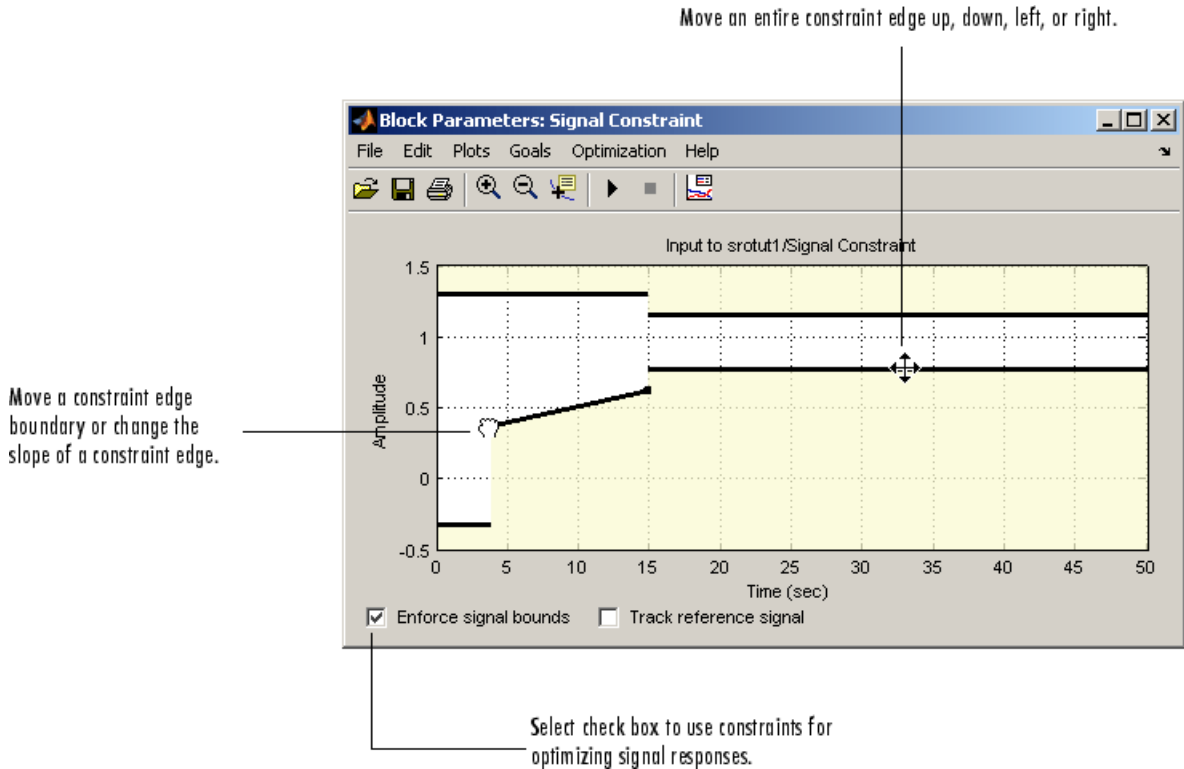 Move an entire constraint edge up, down, left, or right.
Block Parameters: Signal Constraint
File Edit Plots Goals Optimization Help
Input to srotut1/Signal Constraint
1.5
1
0.5
0
-0.5
Amplitude
0 5 10 15 20 25 30 35 40 45 50
Time (sec)
Move a constraint edge
boundary or change the
slope of a constraint edge.
Enforce signal bounds Track reference signal
Select check box to use constraints for
optimizing signal responses.